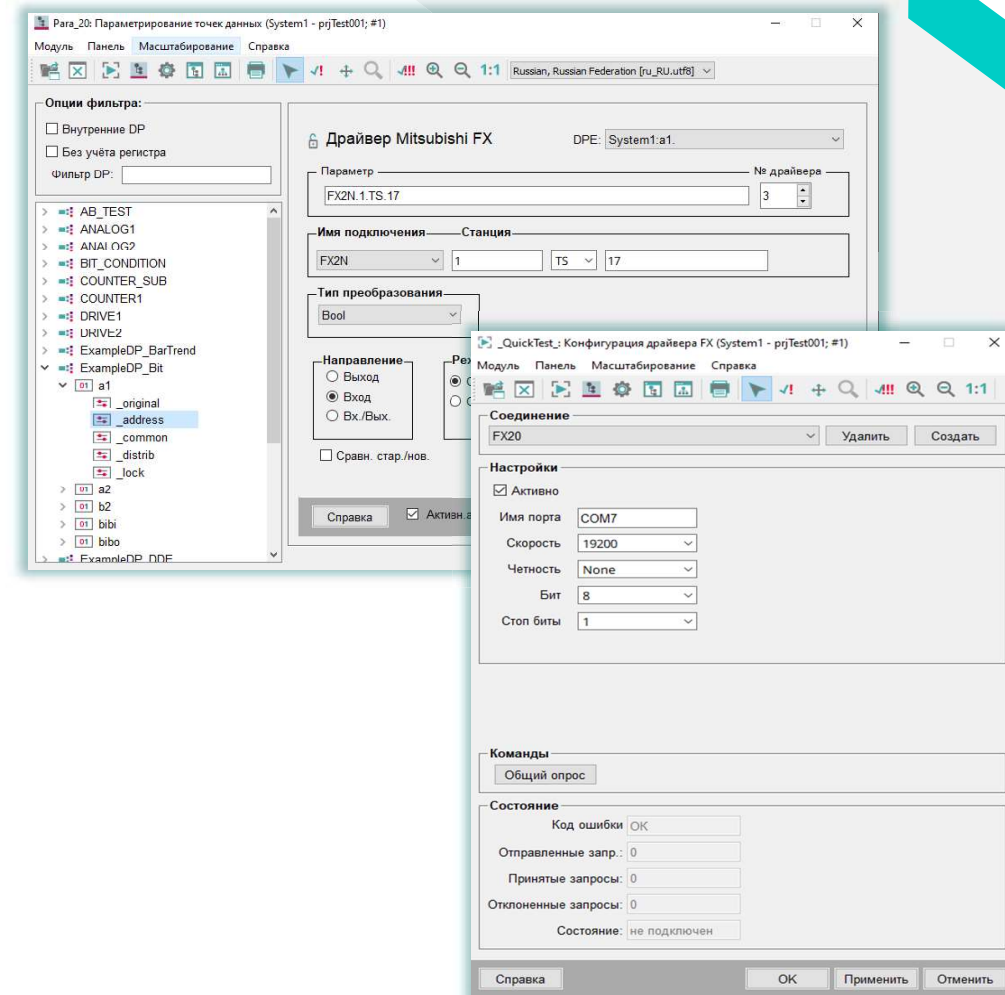 Para_20: Параметрирование точек данных (System1 - prjTest001; #1)
Модуль Панель Масштабирование Справка
1:1 Russian, Russian Federation [ru_RU.utf8]
Опции фильтра:
Внутренние DP
Без учёта регистра
Фильтр DP:
AB_TEST
ANALOG1
ANALOG2
BIT_CONDITION
COUNTER_SUB
COUNTER1
DRIVE1
DRIVE2
ExampleDP_BarTrend
ExampleDP_Bit
a1
_original
_address
_common
_distrib
_lock
a2
b2
bibi
bibo
ExampleDP_DDE
Драйвер Mitsubishi FX DPE: System1:a1.
Параметр № драйвера
FX2N.1.TS.17 3
Имя подключения Станция
FX2N 1 TS 17
Тип преобразования
Bool
Направление
Выход
Вход
Вх./Вых.
Сравн. стар./нов.
Справка
_QuickTest_: Конфигурация драйвера FX (System1 - prjTest001; #1)
Модуль Панель Масштабирование Справка
1:1
Соединение
FX20 Удалить Создать
Настройки
Активно
Имя порта COM7
Скорость 19200
Четность None
Бит 8
Стоп биты 1
Команды
Общий опрос
Состояние
Код ошибки OK
Отправленные запр.: 0
Принятые запросы: 0
Отклоненные запросы: 0
Состояние: не подключен
Справка OK Применить Отменить